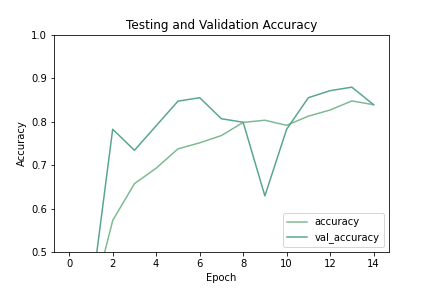 Testing and Validation Accuracy
1.0
0.9
0.8
0.7
0.6
0.5
Accuracy
accuracy
val_accuracy
0 2 4 6 8 10 12 14
Epoch